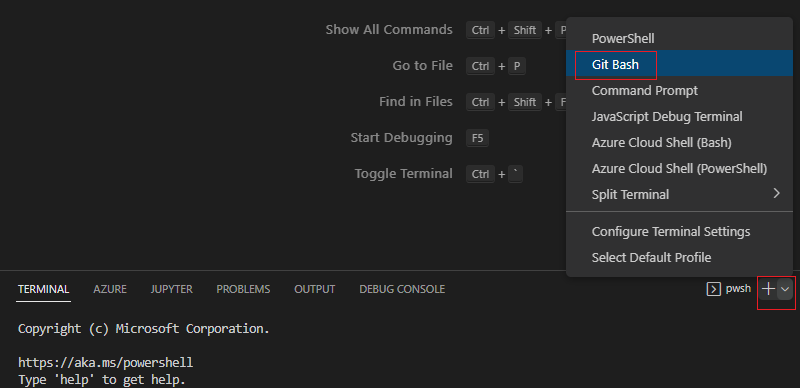 Show All Commands Ctrl + Shift + P
Go to File Ctrl + P
Find in Files Ctrl + Shift + F
Start Debugging F5
Toggle Terminal Ctrl + `
PowerShell
Git Bash
Command Prompt
JavaScript Debug Terminal
Azure Cloud Shell (Bash)
Azure Cloud Shell (PowerShell)
Split Terminal
Configure Terminal Settings
Select Default Profile
TERMINAL AZURE JUPYTER PROBLEMS OUTPUT DEBUG CONSOLE pwsh
Copyright (c) Microsoft Corporation.
https://aka.ms/powershell
Type 'help' to get help.